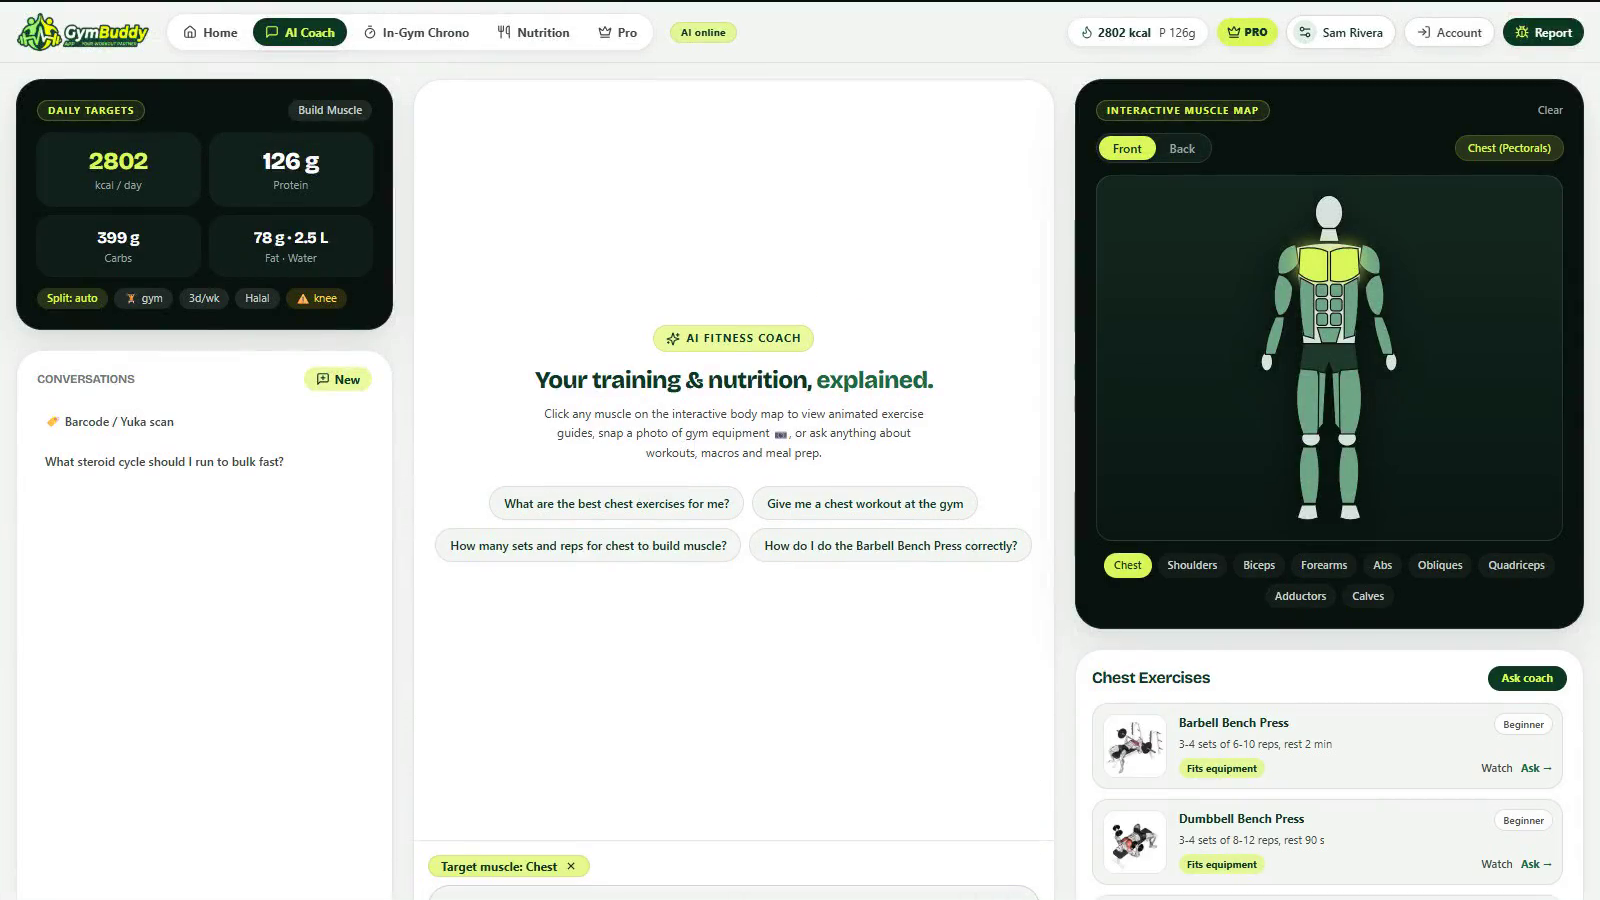 GymBuddy
Home
AI Coach
In-Gym Chrono
Nutrition
Pro
AI online
2802 kcal P 126g
PRO
Sam Rivera
Account
Report
DAILY TARGETS
Build Muscle
2802
kcal / day
126 g
Protein
399 g
Carbs
78 g · 2.5 L
Fat · Water
Split: auto
gym
3d/wk
Halal
knee
CONVERSATIONS
New
Barcode / Yuka scan
What steroid cycle should I run to bulk fast?
AI FITNESS COACH
Your training & nutrition, explained.
Click any muscle on the interactive body map to view animated exercise
guides, snap a photo of gym equipment , or ask anything about
workouts, macros and meal prep.
What are the best chest exercises for me?
Give me a chest workout at the gym
How many sets and reps for chest to build muscle?
How do I do the Barbell Bench Press correctly?
Target muscle: Chest ×
INTERACTIVE MUSCLE MAP
Clear
Front
Back
Chest (Pectorals)
Chest
Shoulders
Biceps
Forearms
Abs
Obliques
Quadriceps
Adductors
Calves
Chest Exercises
Ask coach
Barbell Bench Press
Beginner
3-4 sets of 6-10 reps, rest 2 min
Fits equipment
Watch
Ask →
Dumbbell Bench Press
Beginner
3-4 sets of 8-12 reps, rest 90 s
Fits equipment
Watch
Ask →